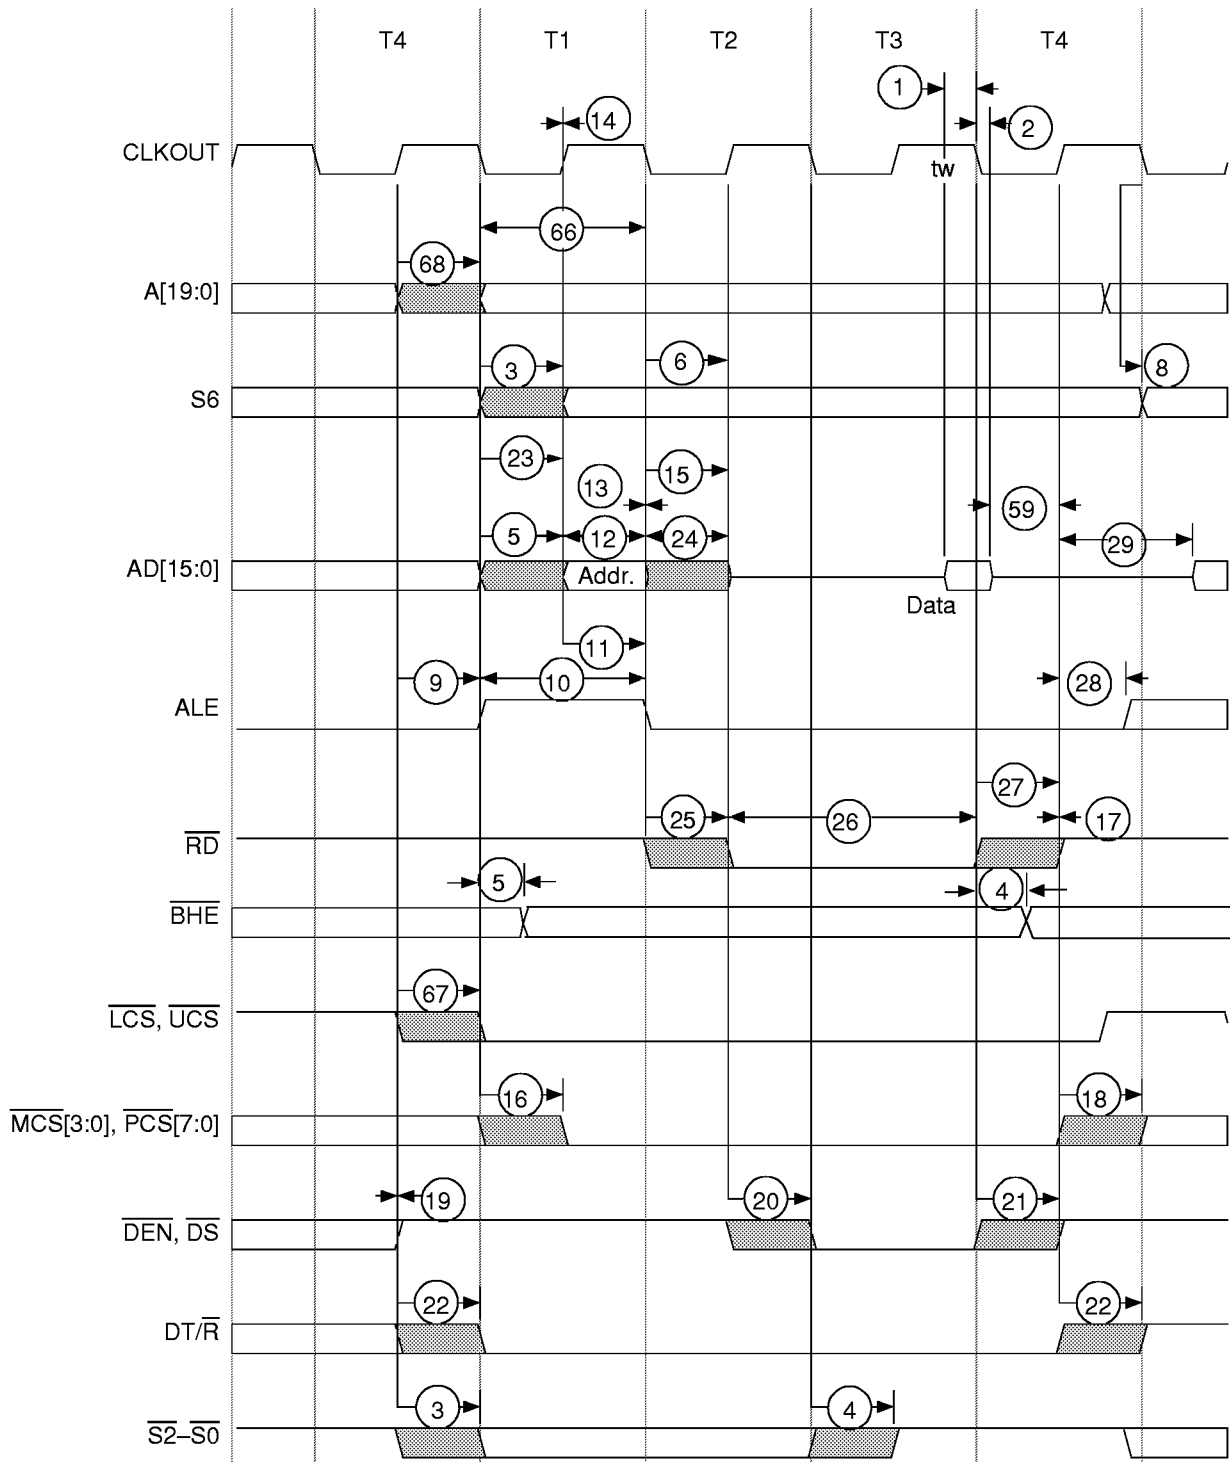 T4 T1 T2 T3 T4
1
14 2
CLKOUT
tw
66
68
A[19:0]
3 6 8
S6
23 15
13 59
5 12 24 29
AD[15:0] Addr.
Data
11
9 10 28
ALE
27
25 26 17
RD
5 4
BHE
67
LCS, UCS
16 18
MCS[3:0], PCS[7:0]
19 20 21
DEN, DS
22 22
DT/R
3 4
S2–S0